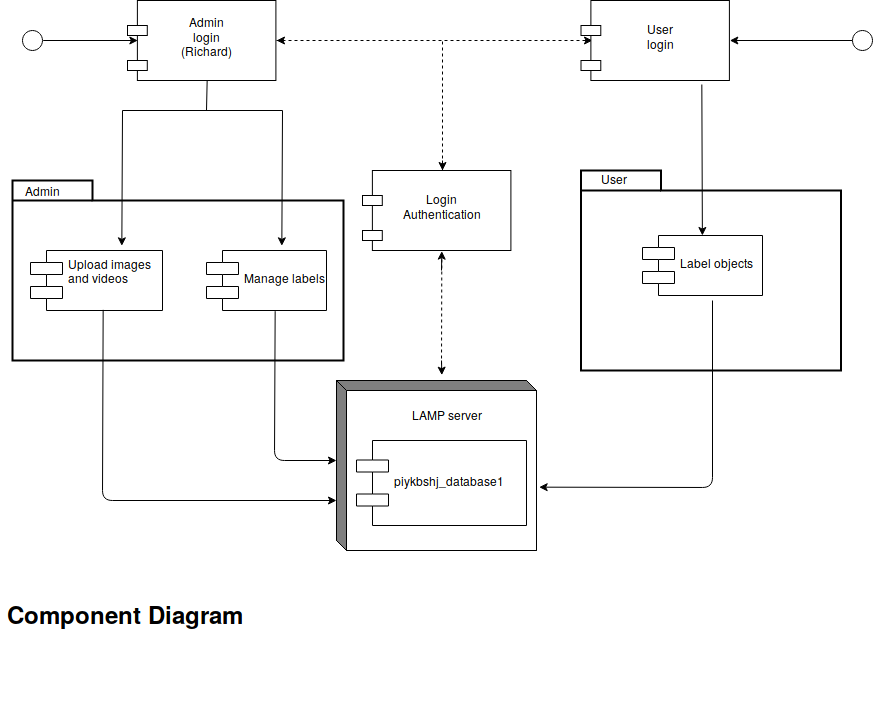 Admin
login
(Richard)
User
login
Admin
Login
Authentication
User
Upload images
and videos
Manage labels
Label objects
LAMP server
piykbshj_database1
Component Diagram